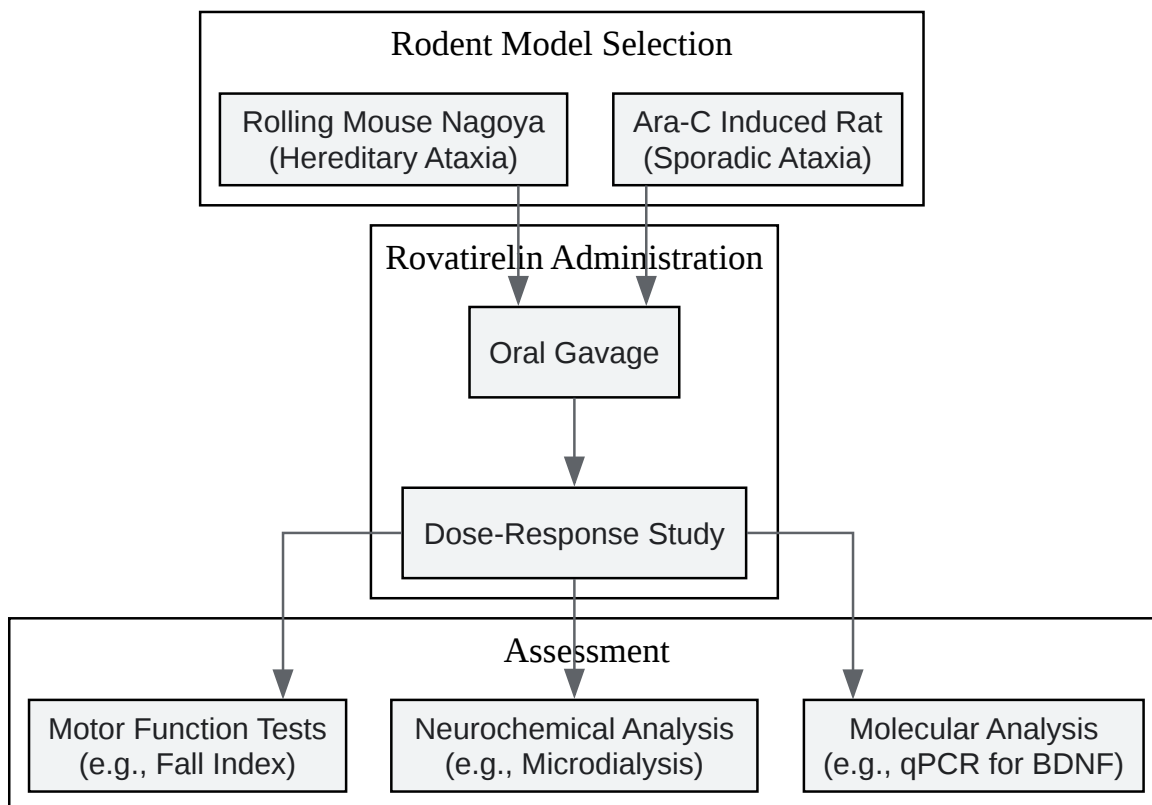 Rodent Model Selection
Rolling Mouse Nagoya
(Hereditary Ataxia)
Ara-C Induced Rat
(Sporadic Ataxia)
Rovatirelin Administration
Oral Gavage
Dose-Response Study
Assessment
Motor Function Tests
(e.g., Fall Index)
Neurochemical Analysis
(e.g., Microdialysis)
Molecular Analysis
(e.g., qPCR for BDNF)